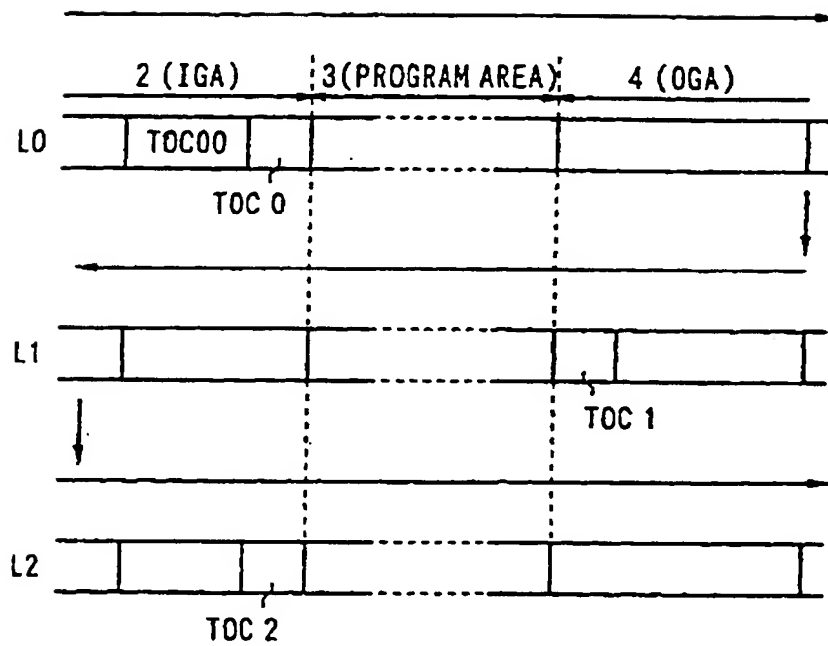 2 (IGA) 3(PROGRAM AREA) 4 (OGA)
L0 TOC00
TOC 0
L1
TOC 1
L2
TOC 2